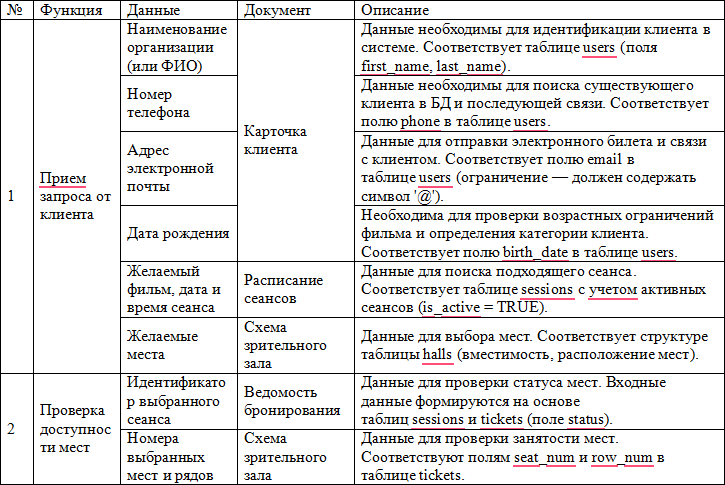 № Функция Данные Документ Описание
1
Прием
запроса от
клиента
Наименование
организации
(или ФИО)
Карточка
клиента
Данные необходимы для идентификации клиента в
системе. Соответствует таблице users (поля
first_name, last_name).
Номер
телефона
Данные необходимы для поиска существующего
клиента в БД и последующей связи. Соответствует
полю phone в таблице users.
Адрес
электронной
почты
Данные для отправки электронного билета и связи
с клиентом. Соответствует полю email в
таблице users (ограничение — должен содержать
символ '@').
Дата рождения
Необходима для проверки возрастных ограничений
фильма и определения категории клиента.
Соответствует полю birth_date в таблице users.
Желаемый
фильм, дата и
время сеанса
Расписание
сеансов
Данные для поиска подходящего сеанса.
Соответствует таблице sessions с учетом активных
сеансов (is_active = TRUE).
Желаемые
места
Схема
зрительного
зала
Данные для выбора мест. Соответствует структуре
таблицы halls (вместимость, расположение мест).
2
Проверка
доступнос
ти мест
Идентификато
р выбранного
сеанса
Ведомость
бронирования
Данные для проверки статуса мест. Входные
данные формируются на основе
таблиц sessions и tickets (поле status).
Номера
выбранных
мест и рядов
Схема
зрительного
зала
Данные для проверки занятости мест.
Соответствуют полям seat_num и row_num в
таблице tickets.